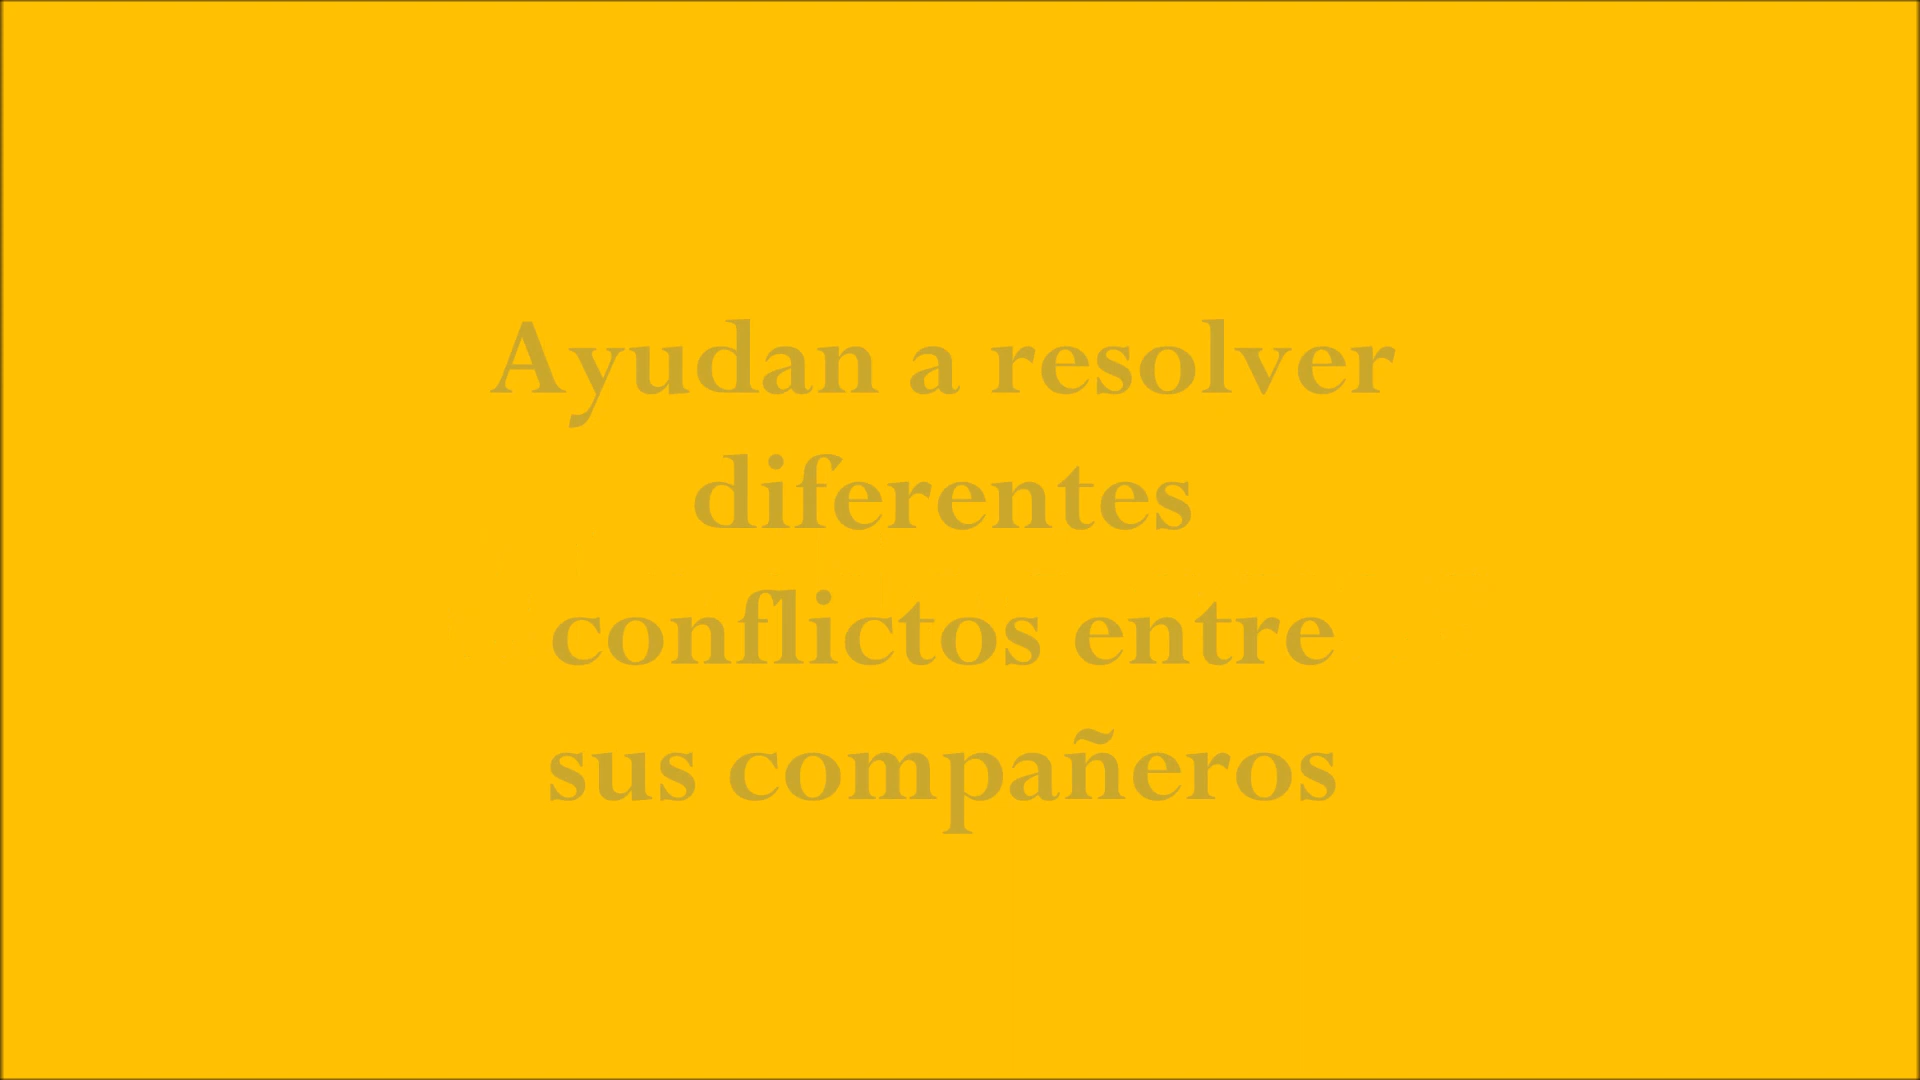 Ayudan a resolver
diferentes
conflictos entre
sus compañeros